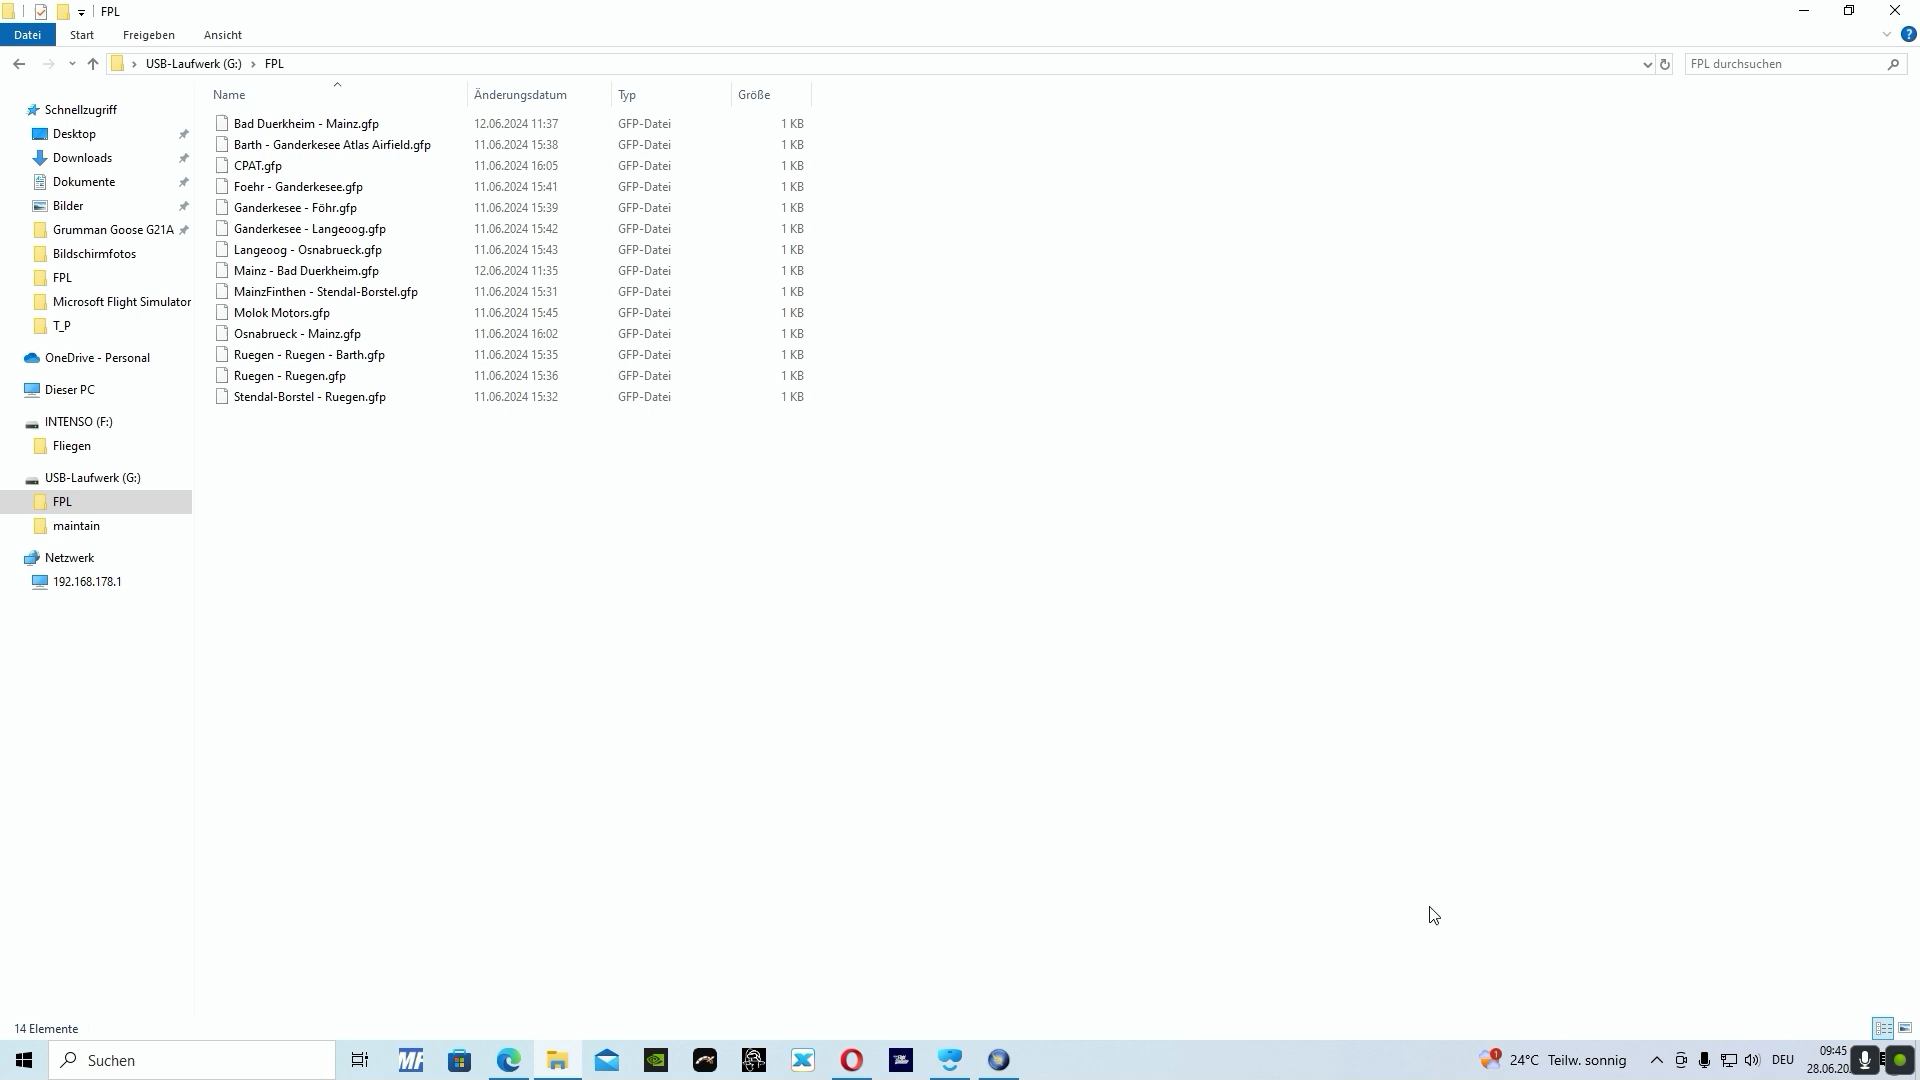 FPL
Datei Start Freigeben Ansicht
USB-Laufwerk (G:) FPL
FPL durchsuchen
Name Änderungsdatum Typ Größe
Schnellzugriff
Desktop
Downloads
Dokumente
Bilder
Grumman Goose G21A
Bildschirmfotos
FPL
Microsoft Flight Simulator
T_P
OneDrive - Personal
Dieser PC
INTENSO (F:)
Fliegen
USB-Laufwerk (G:)
FPL
maintain
Netzwerk
192.168.178.1
Bad Duerkheim - Mainz.gfp 12.06.2024 11:37 GFP-Datei 1 KB
Barth - Ganderkesee Atlas Airfield.gfp 11.06.2024 15:38 GFP-Datei 1 KB
CPAT.gfp 11.06.2024 16:05 GFP-Datei 1 KB
Foehr - Ganderkesee.gfp 11.06.2024 15:41 GFP-Datei 1 KB
Ganderkesee - Föhr.gfp 11.06.2024 15:39 GFP-Datei 1 KB
Ganderkesee - Langeoog.gfp 11.06.2024 15:42 GFP-Datei 1 KB
Langeoog - Osnabrueck.gfp 11.06.2024 15:43 GFP-Datei 1 KB
Mainz - Bad Duerkheim.gfp 12.06.2024 11:35 GFP-Datei 1 KB
MainzFinthen - Stendal-Borstel.gfp 11.06.2024 15:31 GFP-Datei 1 KB
Molok Motors.gfp 11.06.2024 15:45 GFP-Datei 1 KB
Osnabrueck - Mainz.gfp 11.06.2024 16:02 GFP-Datei 1 KB
Ruegen - Ruegen - Barth.gfp 11.06.2024 15:35 GFP-Datei 1 KB
Ruegen - Ruegen.gfp 11.06.2024 15:36 GFP-Datei 1 KB
Stendal-Borstel - Ruegen.gfp 11.06.2024 15:32 GFP-Datei 1 KB
14 Elemente
Suchen
MF
1
24°C Teilw. sonnig
DEU
09:45
28.06.20